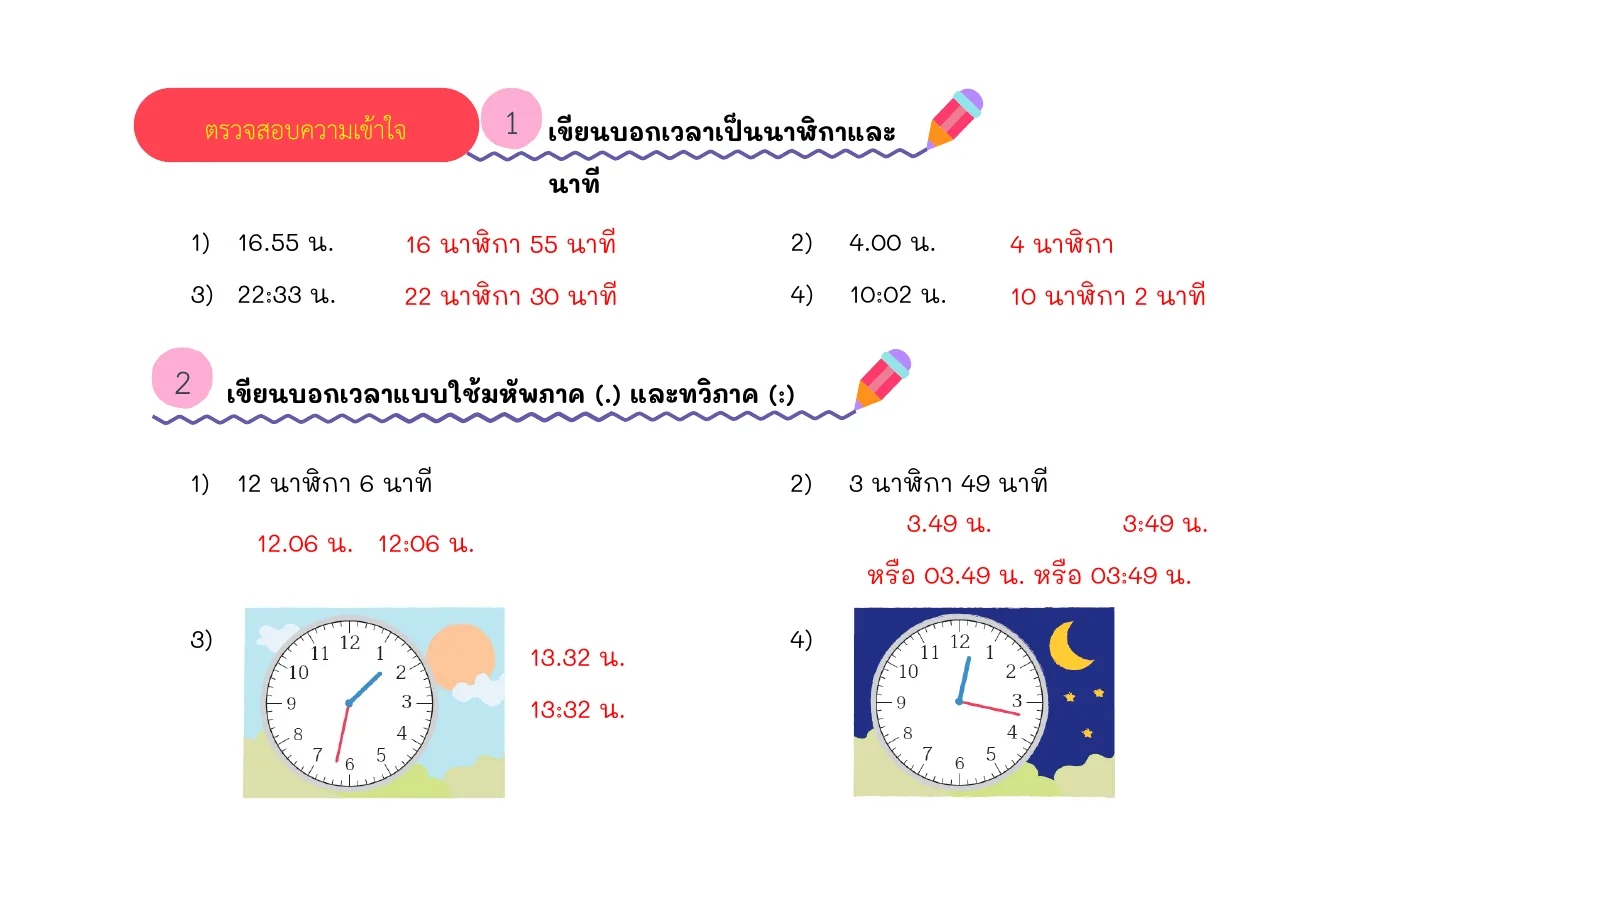 ตรวจสอบความเข้าใจ 1 เขียนบอกเวลาเป็นนาฬิกาและ
นาที
1) 16.55 น. 16 นาฬิกา 55 นาที 2) 4.00 น. 4 นาฬิกา
3) 22:33 น. 22 นาฬิกา 30 นาที 4) 10:02 น. 10 นาฬิกา 2 นาที
2 เขียนบอกเวลาแบบใช้มหัพภาค (.) และทวิภาค (:)
1) 12 นาฬิกา 6 นาที 2) 3 นาฬิกา 49 นาที
3.49 น. 3:49 น.
12.06 น. 12:06 น.
หรือ 03.49 น. หรือ 03:49 น.
3) 4)
12 1 2 3 4 5 6 7 8 9 10 11
13.32 น.
13:32 น.
12 1 2 3 4 5 6 7 8 9 10 11